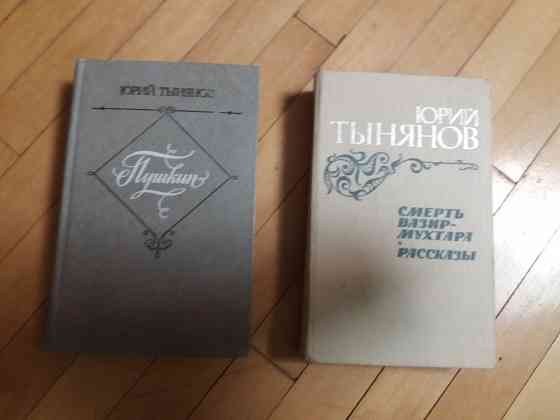 ЮРИЙ ТЫНЯНОВ
Пушкин
ЮРИЙ
ТЫНЯНОВ
СМЕРТЬ
ВАЗИР-
МУХТАРА
РАССКАЗЫ